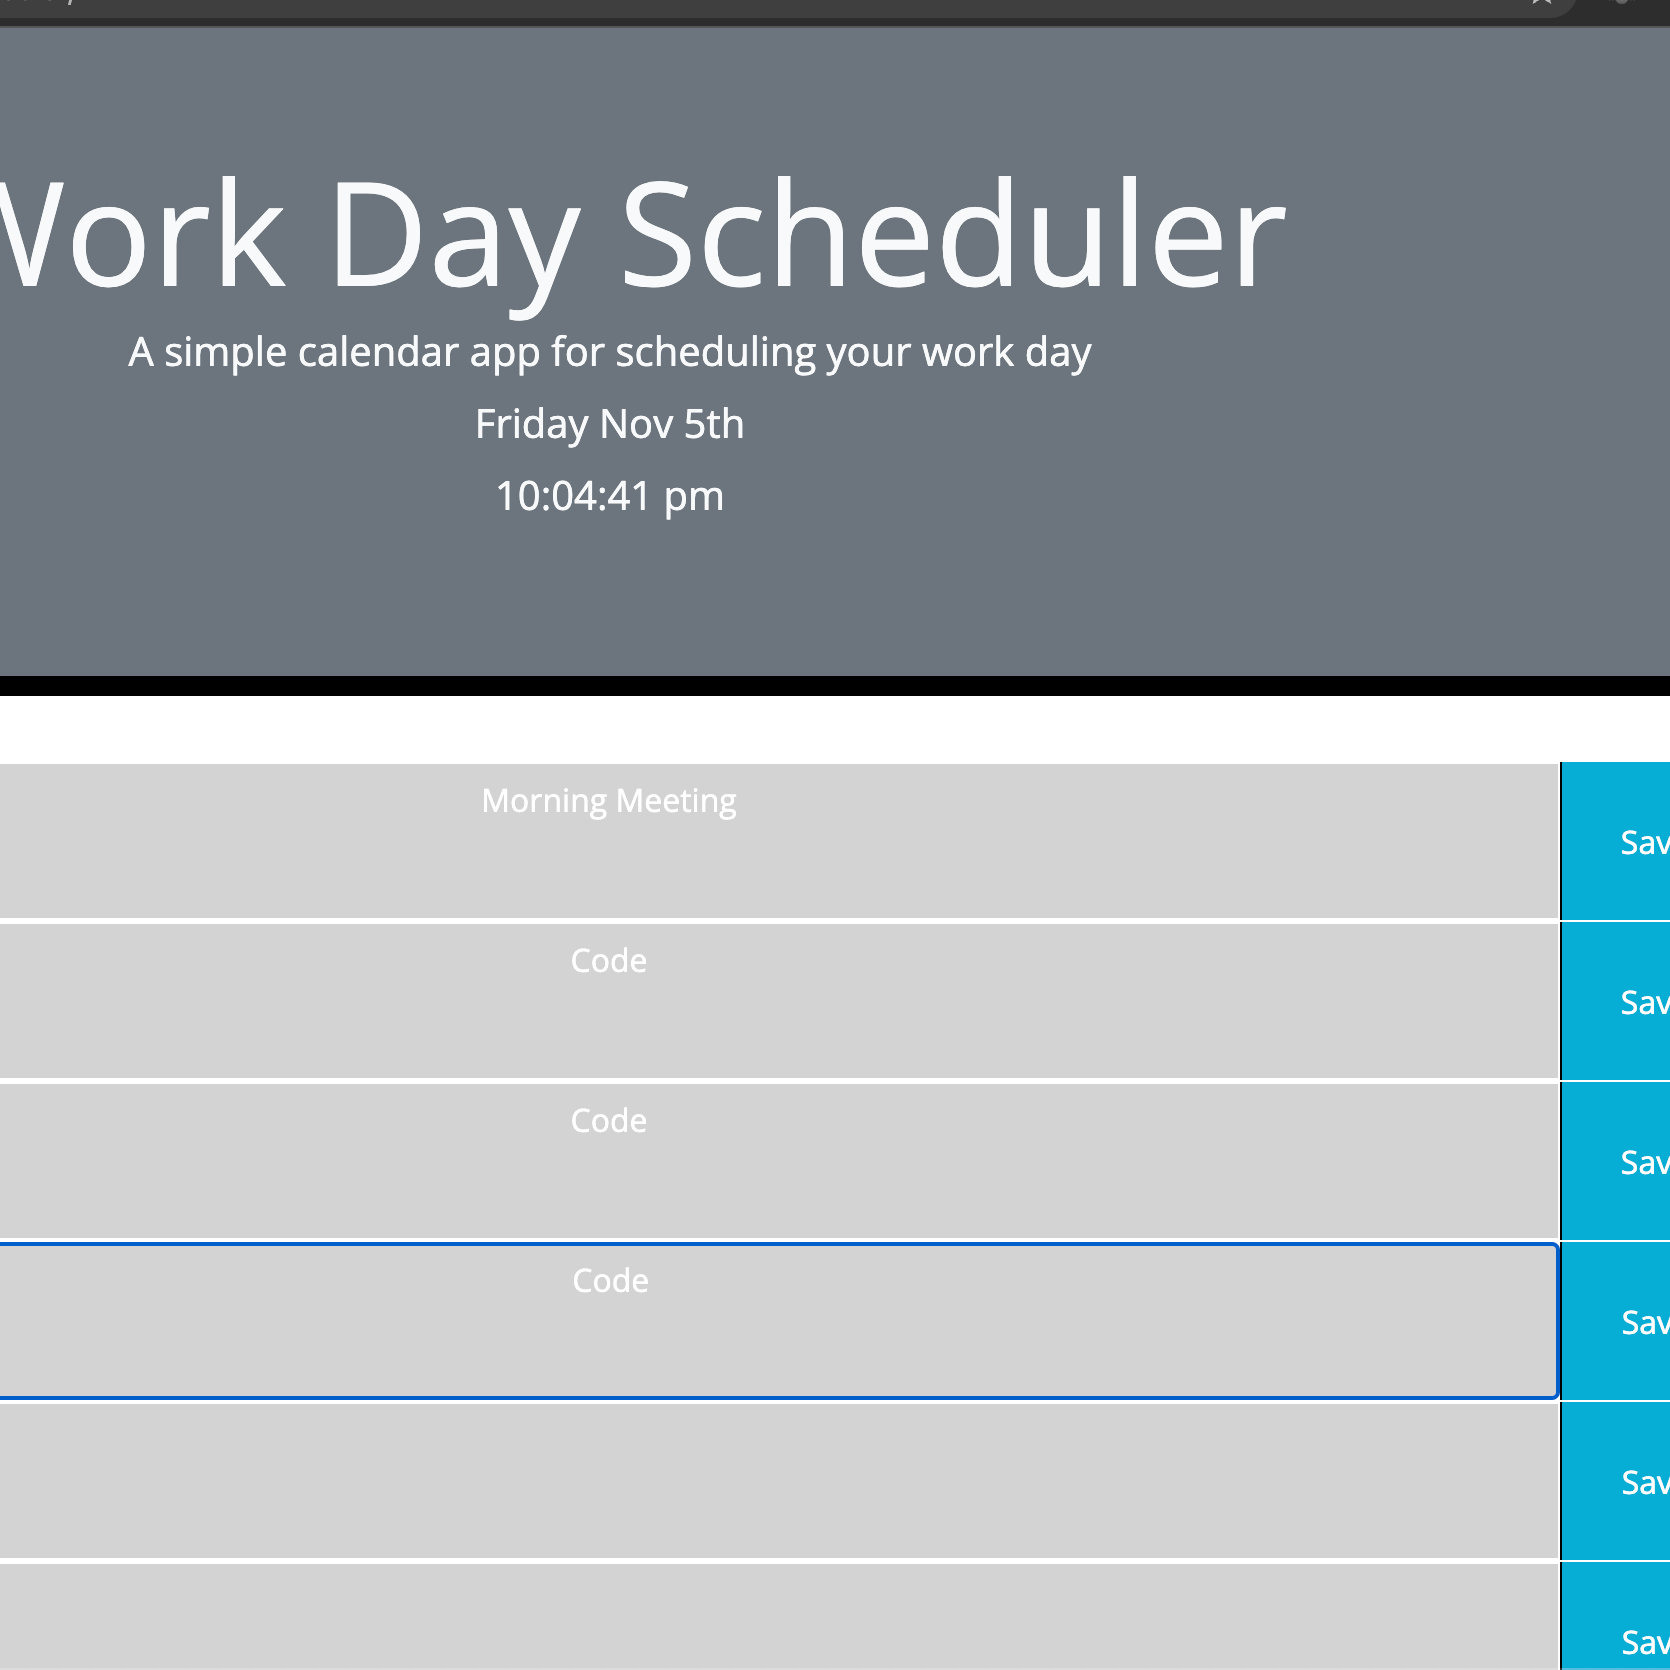 Work Day Scheduler
A simple calendar app for scheduling your work day
Friday Nov 5th
10:04:41 pm
Morning Meeting
Sav
Code
Sav
Code
Sav
Code
Sav
Sav
Sav